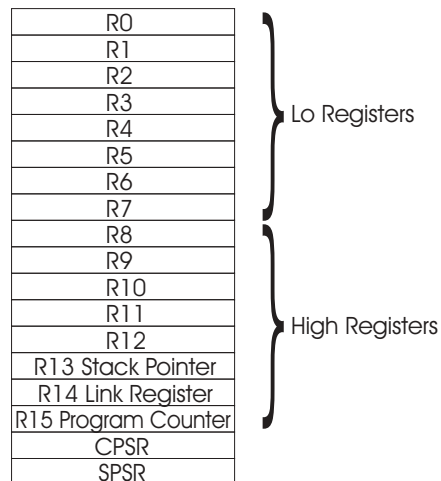 R0
R1
R2
R3
R4
R5
R6
R7
R8
R9
R10
R11
R12
R13 Stack Pointer
R14 Link Register
R15 Program Counter
CPSR
SPSR
Lo Registers
High Registers